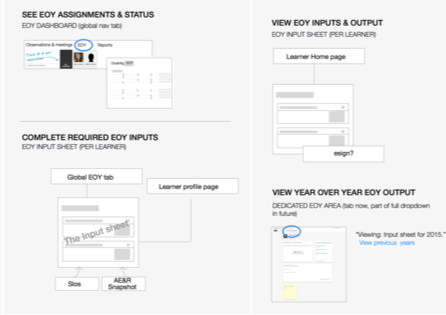 SEE EOY ASSIGNMENTS & STATUS
EOY DASHBOARD (global nav tab)
Observations & meetings EOY Reports
COMPLETE REQUIRED EOY INPUTS
EOY INPUT SHEET (PER LEARNER)
Global EOY tab
Learner profile page
The Input sheet
Slos
AE&R
Snapshot
VIEW EOY INPUTS & OUTPUT
EOY INPUT SHEET (PER LEARNER)
Learner Home page
esign?
VIEW YEAR OVER YEAR EOY OUTPUT
DEDICATED EOY AREA (tab now, part of full dropdown
in future)
"Viewing: Input sheet for 2015."
View previous years